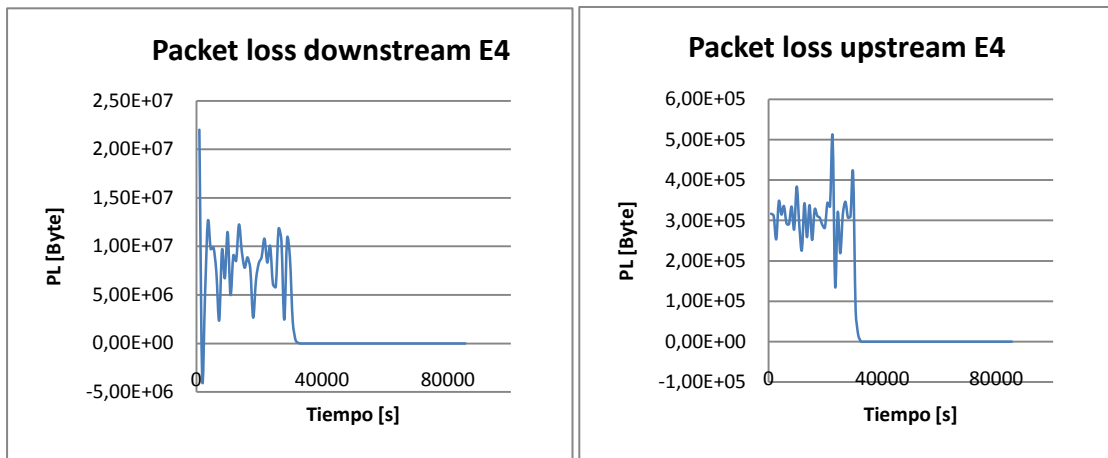 Packet loss downstream E4
2,50E+07
2,00E+07
1,50E+07
1,00E+07
5,00E+06
0,00E+00
-5,00E+06
0 40000 80000
PL [Byte]
Tiempo [s]
Packet loss upstream E4
6,00E+05
5,00E+05
4,00E+05
3,00E+05
2,00E+05
1,00E+05
0,00E+00
-1,00E+05
0 40000 80000
PL [Byte]
Tiempo [s]